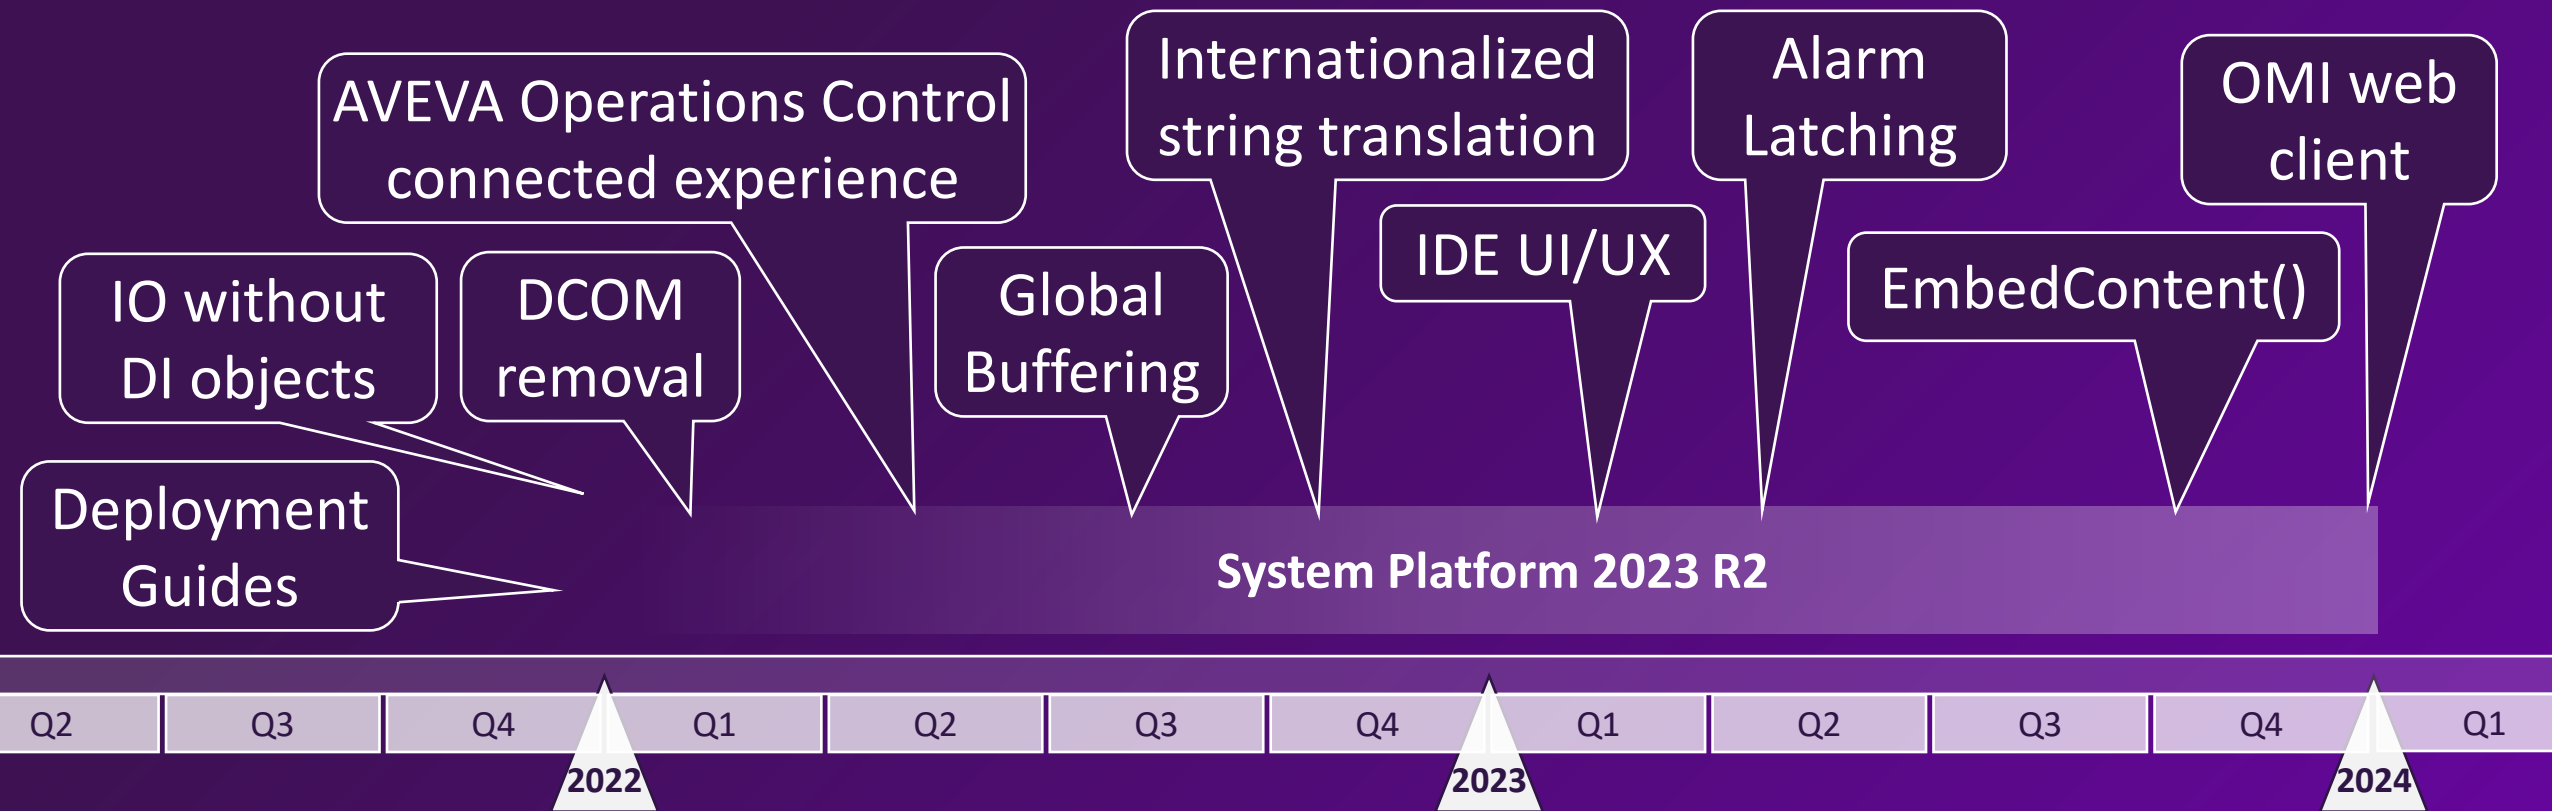 AVEVA Operations Control
connected experience
Internationalized
string translation
Alarm
Latching
OMI web
client
IO without
DI objects
DCOM
removal
Global
Buffering
IDE UI/UX
EmbedContent()
Deployment
Guides
System Platform 2023 R2
Q2 Q3 Q4 Q1 Q2 Q3 Q4 Q1 Q2 Q3 Q4 Q1
2022 2023 2024